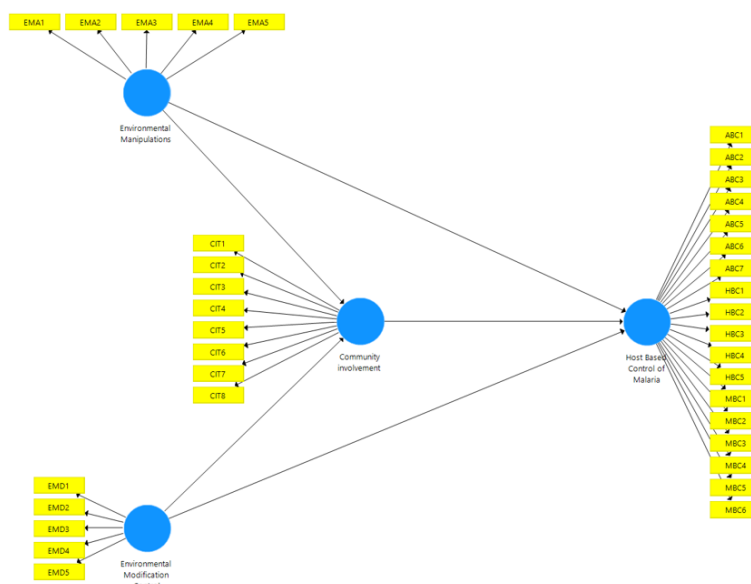 EMA1
EMA2
EMA3
EMA4
EMA5
Environmental
Manipulations
CIT1
CIT2
CIT3
CIT4
CIT5
CIT6
CIT7
CIT8
Community
involvement
ABC1
ABC2
ABC3
ABC4
ABC5
ABC6
ABC7
HBC1
HBC2
HBC3
HBC4
HBC5
MBC1
MBC2
MBC3
MBC4
MBC5
MBC6
Host Based
Control of
Malaria
EMD1
EMD2
EMD3
EMD4
EMD5
Environmental
Modification